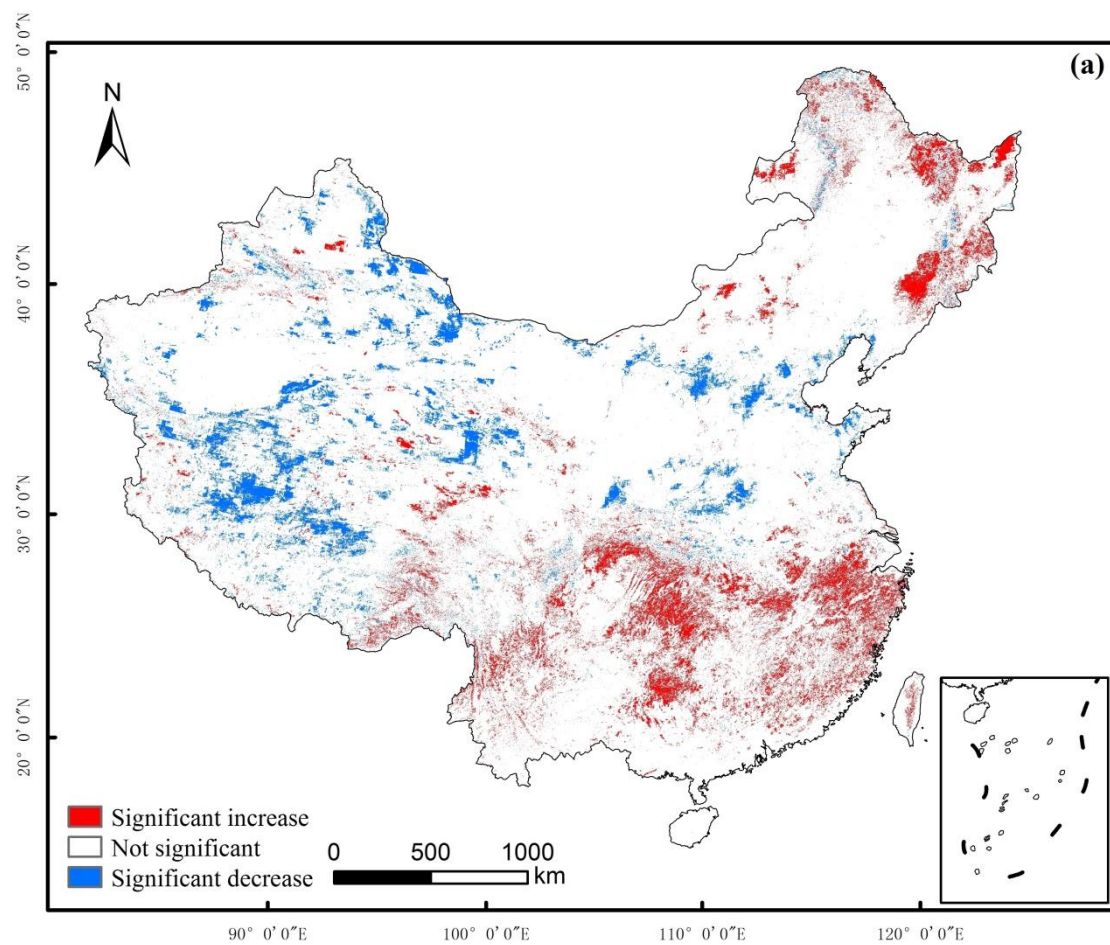 (a)
N
50° 0′0″N
40° 0′0″N
30° 0′0″N
20° 0′0″N
Significant increase
Not significant
Significant decrease
0 500 1000
km
90° 0′0″E 100° 0′0″E 110° 0′0″E 120° 0′0″E